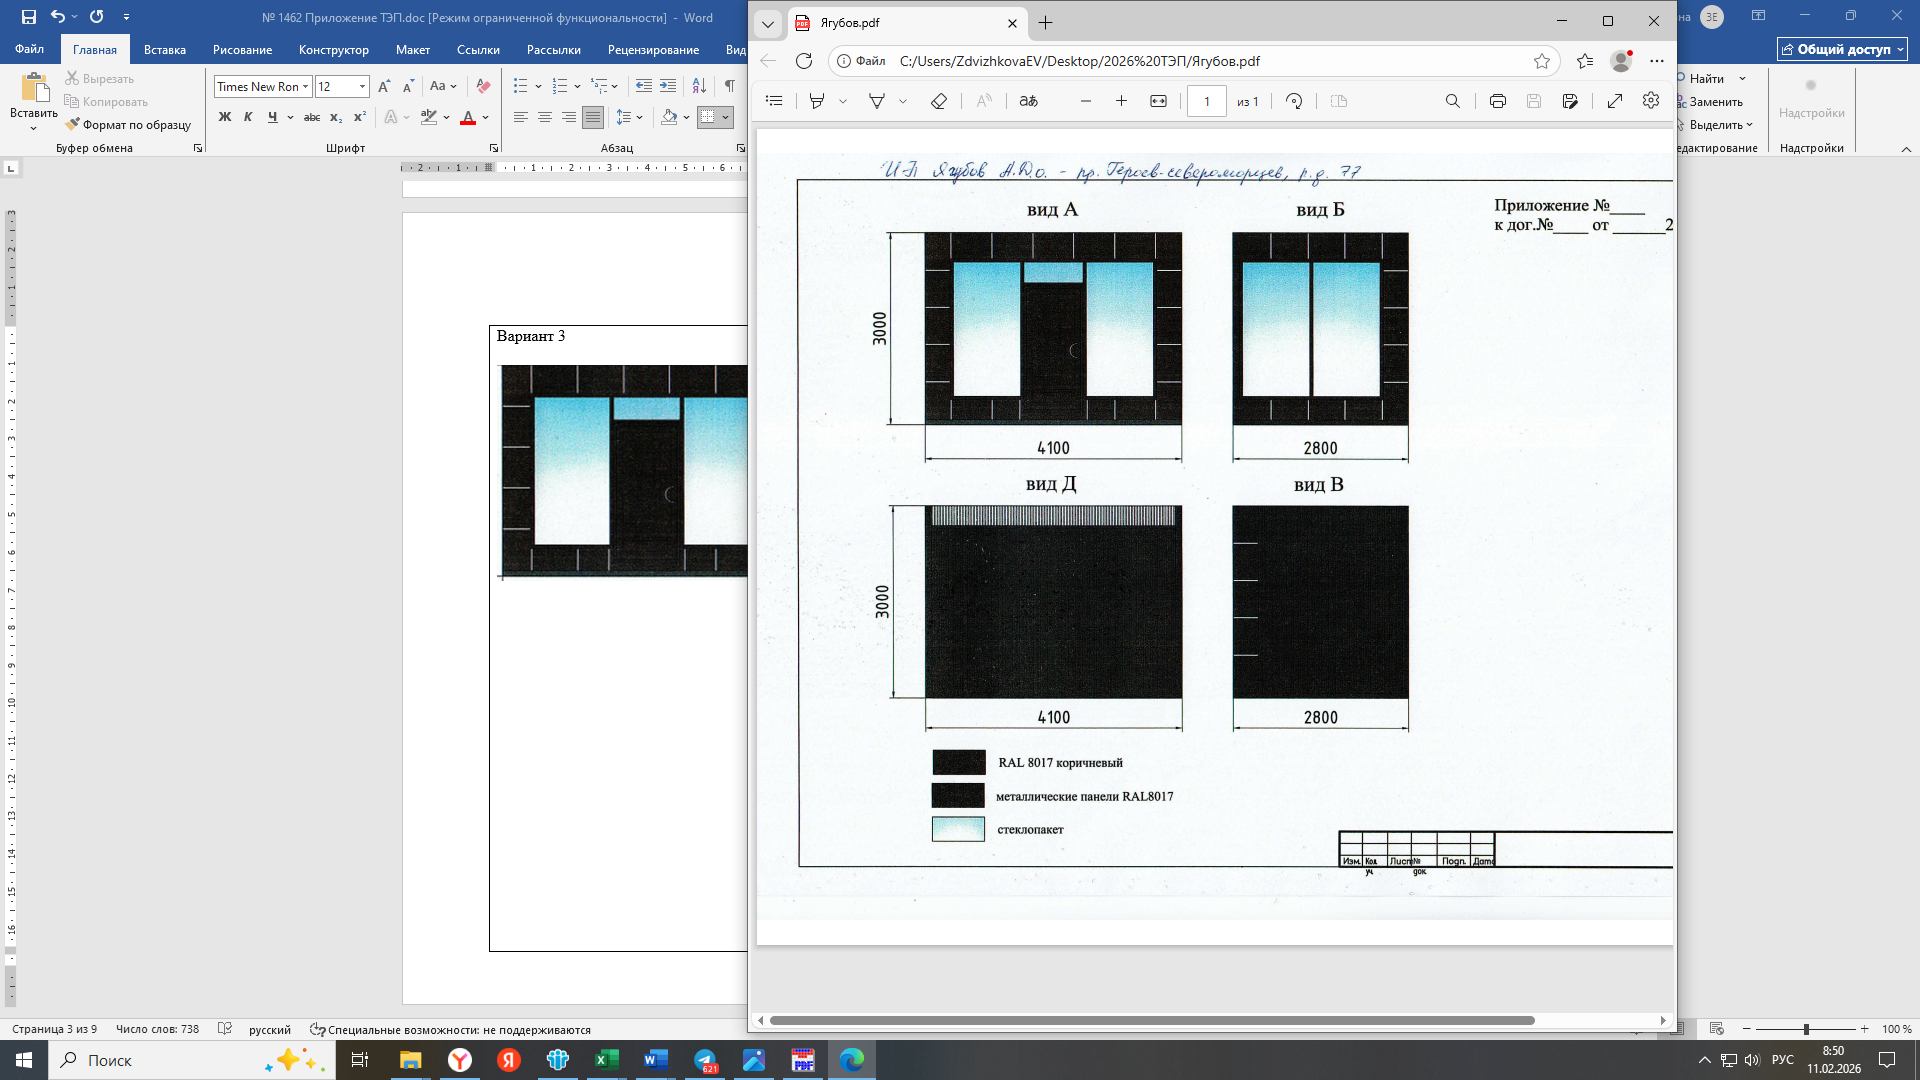 № 1462 Приложение ТЭП.doc [Режим ограниченной функциональности] - Word
Файл
Главная
Вставка
Рисование
Конструктор
Макет
Ссылки
Рассылки
Рецензирование
Вид
Общий доступ
Вставить
Вырезать
Копировать
Формат по образцу
Буфер обмена
Times New Ron
12
Шрифт
Абзац
Найти
Заменить
Выделить
Редактирование
Надстройки
Надстройки
Вариант 3
Ягубов.pdf
Файл
C:/Users/ZdvizhkovaEV/Desktop/2026%20ТЭП/Ягубов.pdf
1
из 1
ИП Ягубов А.Д.о. - пр. Героев-североморцев, р.д. 77
вид А
вид Б
Приложение №____
к дог.№____ от ______2
3000
4100
2800
вид Д
вид В
3000
4100
2800
RAL 8017 коричневый
металлические панели RAL8017
стеклопакет
Изм.
Кол уч
Лист
№ док
Подп.
Дата
Страница 3 из 9
Число слов: 738
русский
Специальные возможности: не поддерживаются
100 %
Поиск
621
РУС
8:50
11.02.2026